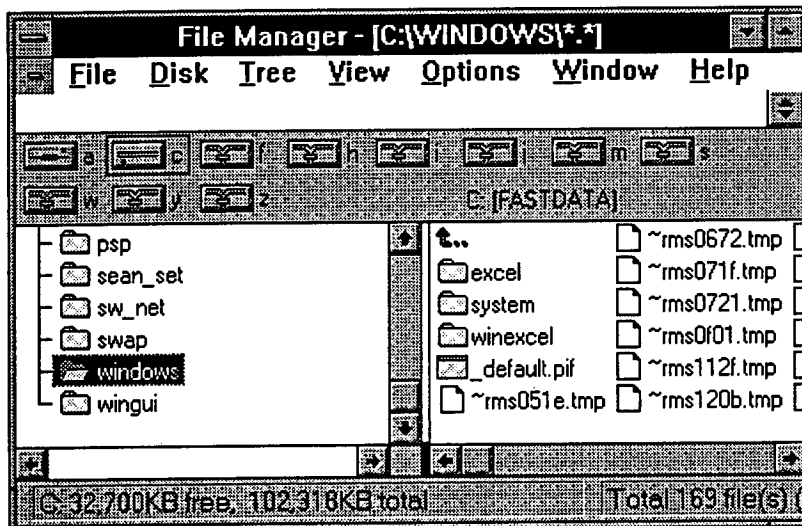 File Manager - [C:\WINDOWS\*.*]
File Disk Tree View Options Window Help
a c f h i j m s
w y z C: [FASTDATA]
psp
sean_set
sw_net
swap
windows
wingui
..
excel
system
winexcel
_default.pif
~rms051e.tmp
~rms0672.tmp
~rms071f.tmp
~rms0721.tmp
~rms0f01.tmp
~rms112f.tmp
~rms120b.tmp
C: 32,700KB free, 102,318KB total Total 169 file(s) (